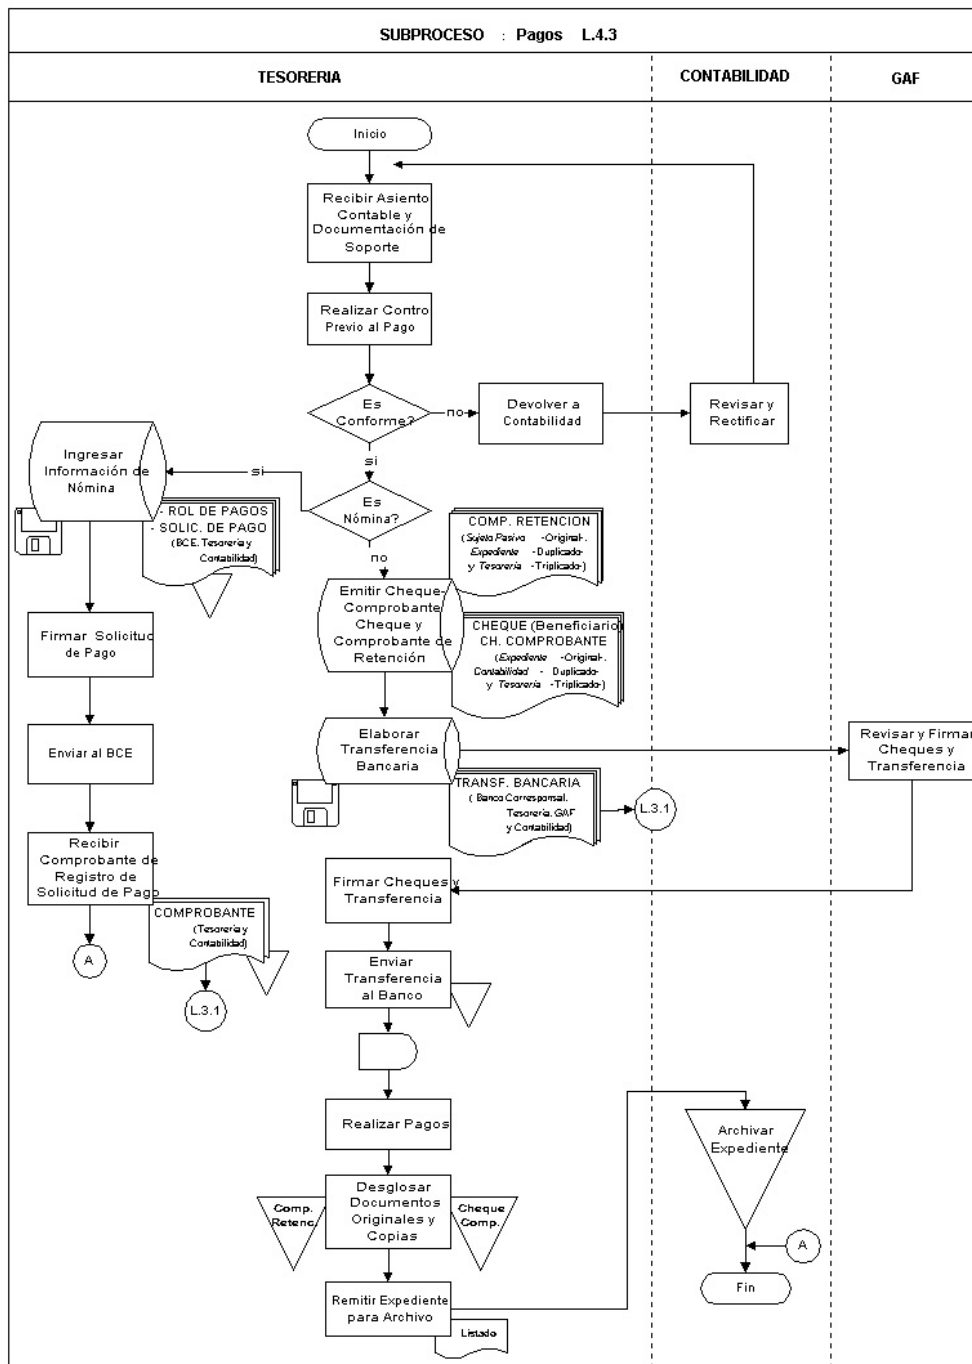 SUBPROCESO : Pagos L.4.3
TESORERIA
CONTABILIDAD
GAF
Inicio
Recibir Asiento
Contable y
Documentación de
Soporte
Realizar Contro
Previo al Pago
Es
Conforme?
no
Devolver a
Contabilidad
Revisar y
Rectificar
si
Es
Nómina?
si
Ingresar
Información de
Nómina
- ROL DE PAGOS
- SOLIC. DE PAGO
(BCE. Tesorería y
Contabilidad)
no
COMP. RETENCION
(Sujeto Pasivo -Original-.
Expediente -Duplicado-
y Tesorería -Triplicado-)
Emitir Cheque-
Comprobante
Cheque y
Comprobante de
Retención
CHEQUE (Beneficiario)
CH. COMPROBANTE
(Expediente -Original-.
Contabilidad - Duplicado-
y Tesorería -Triplicado-)
Firmar Solicitud
de Pago
Enviar al BCE
Elaborar
Transferencia
Bancaria
Revisar y Firmar
Cheques y
Transferencia
TRANSF. BANCARIA
( Banco Corresponsal.
Tesorería. GAF
y Contabilidad)
L.3.1
Recibir
Comprobante de
Registro de
Solicitud de Pago
COMPROBANTE
(Tesorería y
Contabilidad)
A
L.3.1
Firmar Cheques y
Transferencia
Enviar
Transferencia
al Banco
Realizar Pagos
Desglosar
Documentos
Originales y
Copias
Comp.
Retenc.
Cheque
Comp.
Remitir Expediente
para Archivo
Listado
Archivar
Expediente
A
Fin